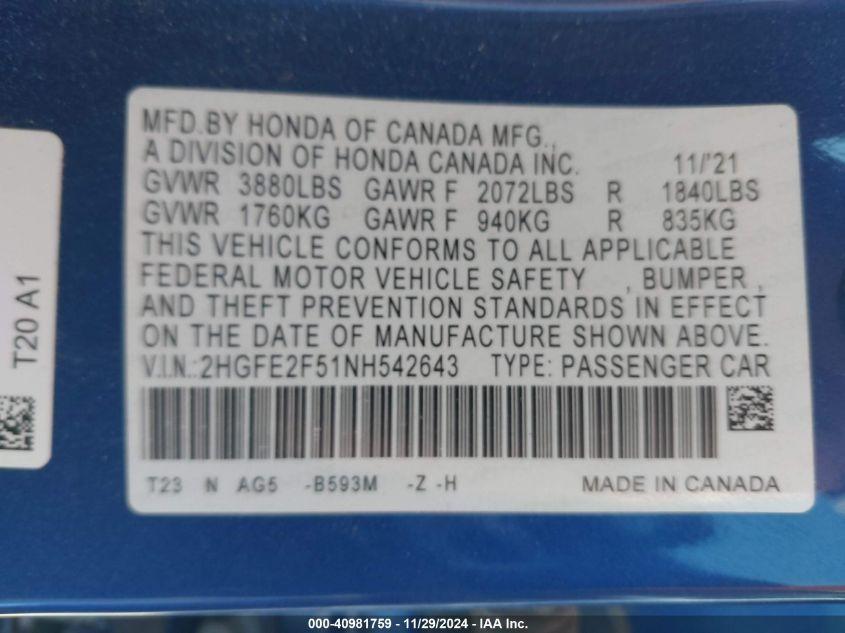 MFD.BY HONDA OF CANADA MFG.,
A DIVISION OF HONDA CANADA INC. 11/'21
GVWR 3880LBS GAWR F 2072LBS R 1840LBS
GVWR 1760KG GAWR F 940KG R 835KG
THIS VEHICLE CONFORMS TO ALL APPLICABLE
FEDERAL MOTOR VEHICLE SAFETY , BUMPER ,
AND THEFT PREVENTION STANDARDS IN EFFECT
ON THE DATE OF MANUFACTURE SHOWN ABOVE.
V.I.N.:2HGFE2F51NH542643 TYPE: PASSENGER CAR
T23 N AG5 -B593M -Z -H MADE IN CANADA
T20 A1
000-40981759 — 11/29/2024 — IAA Inc.